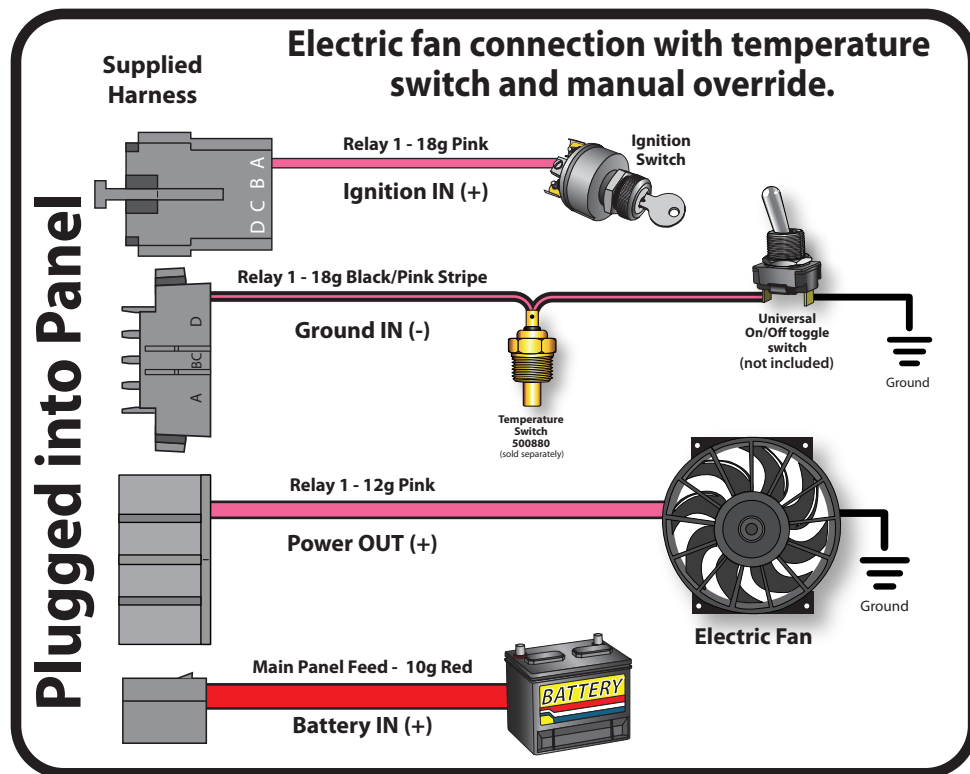 Electric fan connection with temperature
switch and manual override.
Plugged into Panel
Supplied
Harness
D C B A
Relay 1 - 18g Pink
Ignition IN (+)
Ignition
Switch
D
BC
A
Relay 1 - 18g Black/Pink Stripe
Ground IN (-)
Temperature
Switch
500880
(sold separately)
Universal
On/Off toggle
switch
(not included)
Ground
Relay 1 - 12g Pink
Power OUT (+)
Electric Fan
Ground
Main Panel Feed - 10g Red
Battery IN (+)
BATTERY